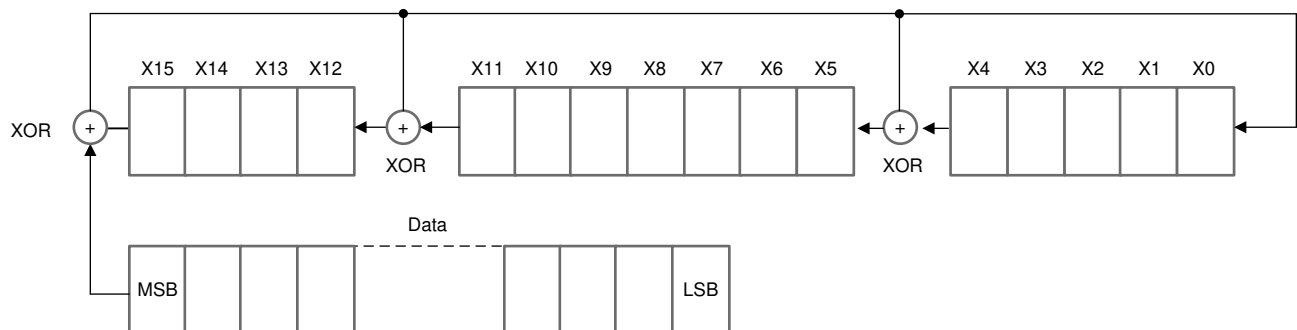 X15 X14 X13 X12 X11 X10 X9 X8 X7 X6 X5 X4 X3 X2 X1 X0
XOR + + +
XOR XOR
Data
MSB LSB